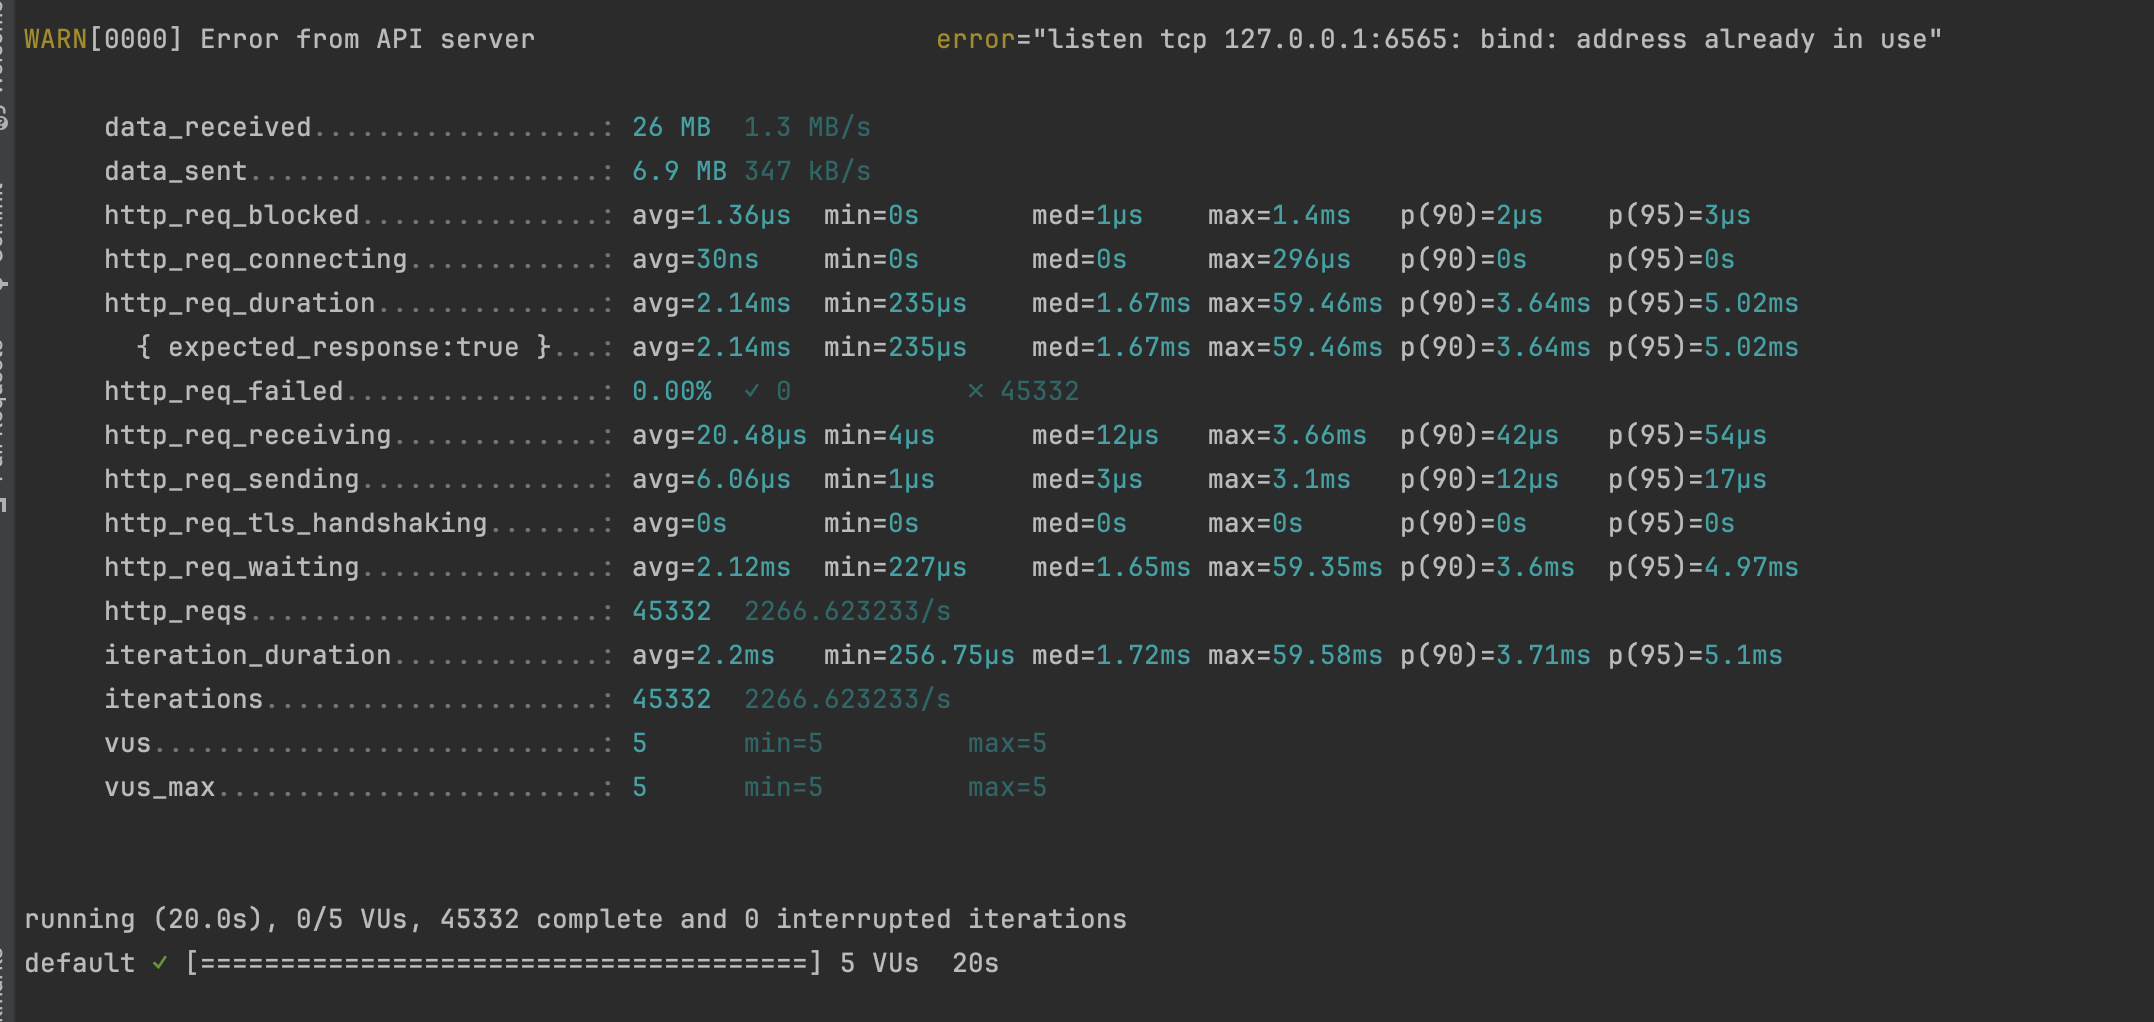 WARN[0000] Error from API server error="listen tcp 127.0.0.1:6565: bind: address already in use"
data_received..................: 26 MB 1.3 MB/s
data_sent......................: 6.9 MB 347 kB/s
http_req_blocked...............: avg=1.36µs min=0s med=1µs max=1.4ms p(90)=2µs p(95)=3µs
http_req_connecting............: avg=30ns min=0s med=0s max=296µs p(90)=0s p(95)=0s
http_req_duration..............: avg=2.14ms min=235µs med=1.67ms max=59.46ms p(90)=3.64ms p(95)=5.02ms
{ expected_response:true }...: avg=2.14ms min=235µs med=1.67ms max=59.46ms p(90)=3.64ms p(95)=5.02ms
http_req_failed................: 0.00% ✓ 0 ✗ 45332
http_req_receiving.............: avg=20.48µs min=4µs med=12µs max=3.66ms p(90)=42µs p(95)=54µs
http_req_sending...............: avg=6.06µs min=1µs med=3µs max=3.1ms p(90)=12µs p(95)=17µs
http_req_tls_handshaking.......: avg=0s min=0s med=0s max=0s p(90)=0s p(95)=0s
http_req_waiting...............: avg=2.12ms min=227µs med=1.65ms max=59.35ms p(90)=3.6ms p(95)=4.97ms
http_reqs......................: 45332 2266.623233/s
iteration_duration.............: avg=2.2ms min=256.75µs med=1.72ms max=59.58ms p(90)=3.71ms p(95)=5.1ms
iterations.....................: 45332 2266.623233/s
vus............................: 5 min=5 max=5
vus_max........................: 5 min=5 max=5
running (20.0s), 0/5 VUs, 45332 complete and 0 interrupted iterations
default ✓ [======================================] 5 VUs 20s